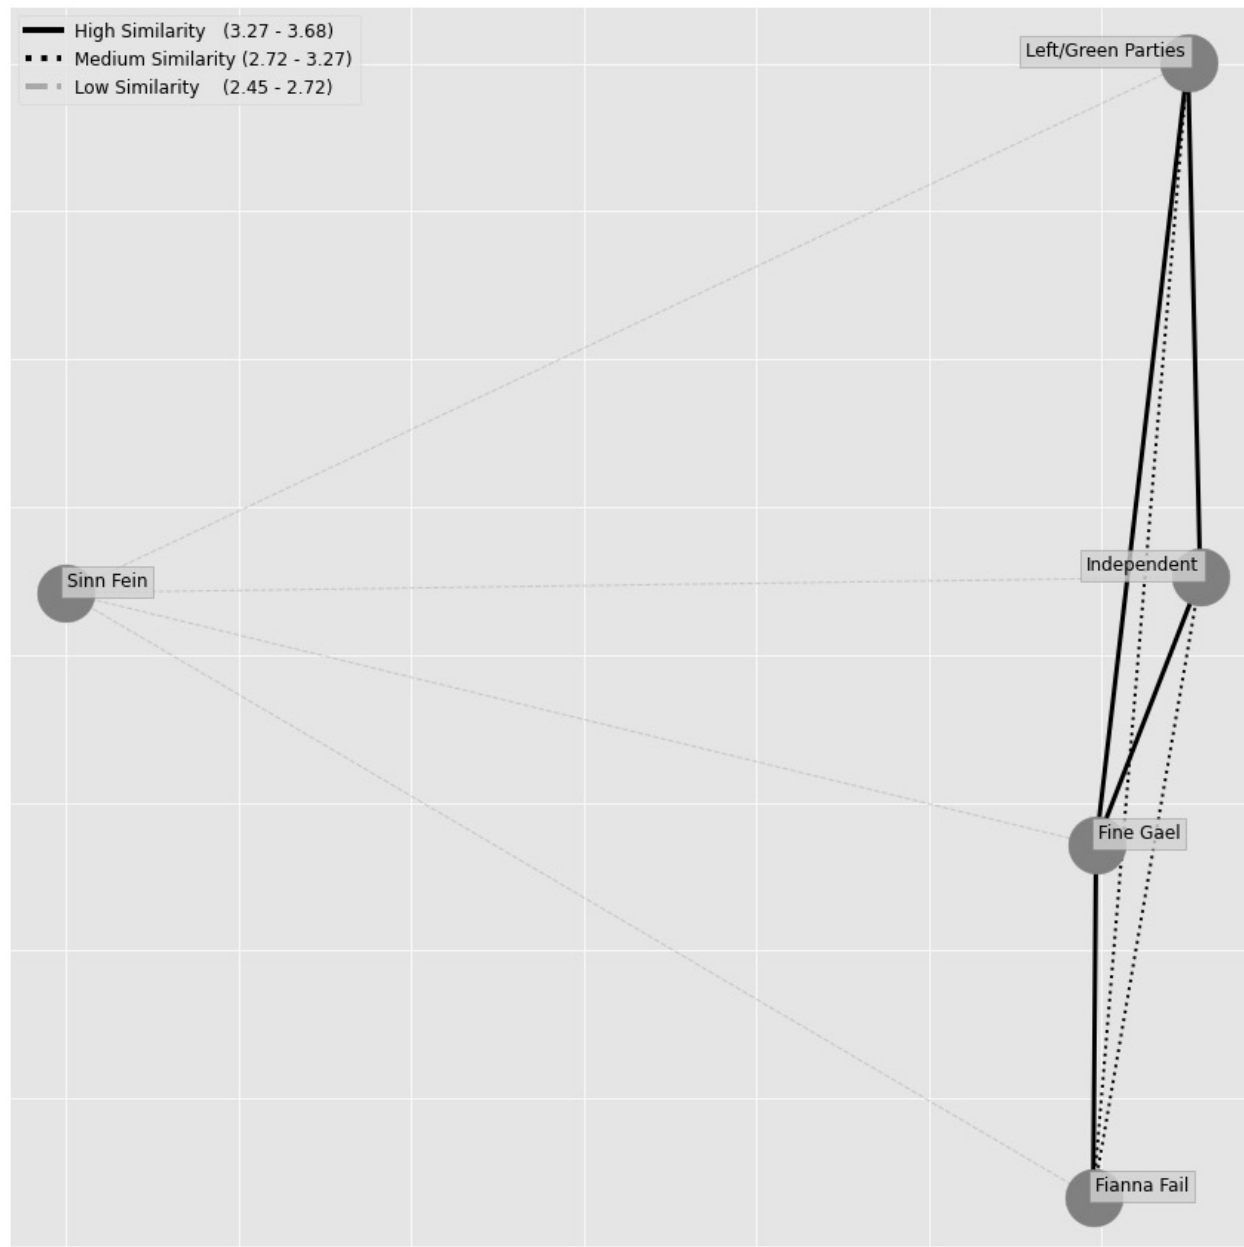 High Similarity (3.27 - 3.68)
Medium Similarity (2.72 - 3.27)
Low Similarity (2.45 - 2.72)
Left/Green Parties
Independent
Sinn Fein
Fine Gael
Fianna Fail